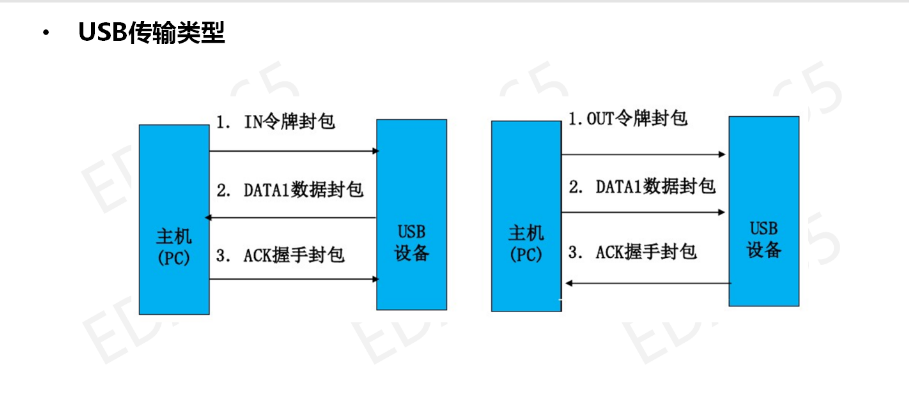 • USB传输类型
1. IN令牌封包
2. DATA1数据封包
3. ACK握手封包
主机
(PC)
USB
设备
1.OUT令牌封包
2. DATA1数据封包
3. ACK握手封包
主机
(PC)
USB
设备